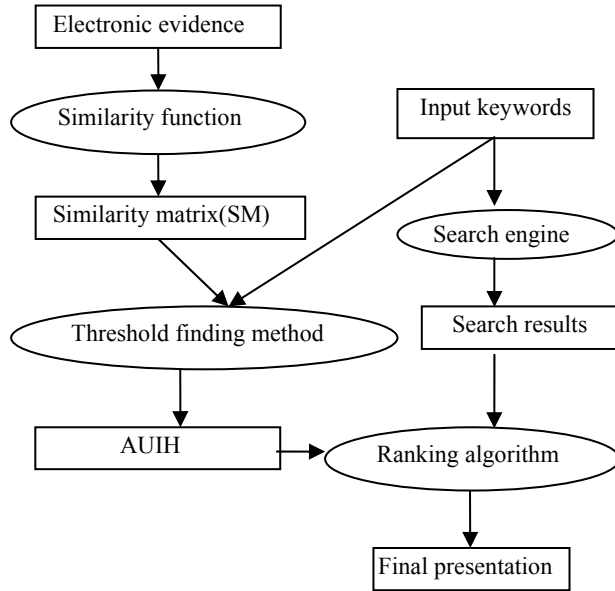 Electronic evidence
Similarity function
Input keywords
Similarity matrix(SM)
Search engine
Threshold finding method
Search results
AUIH
Ranking algorithm
Final presentation